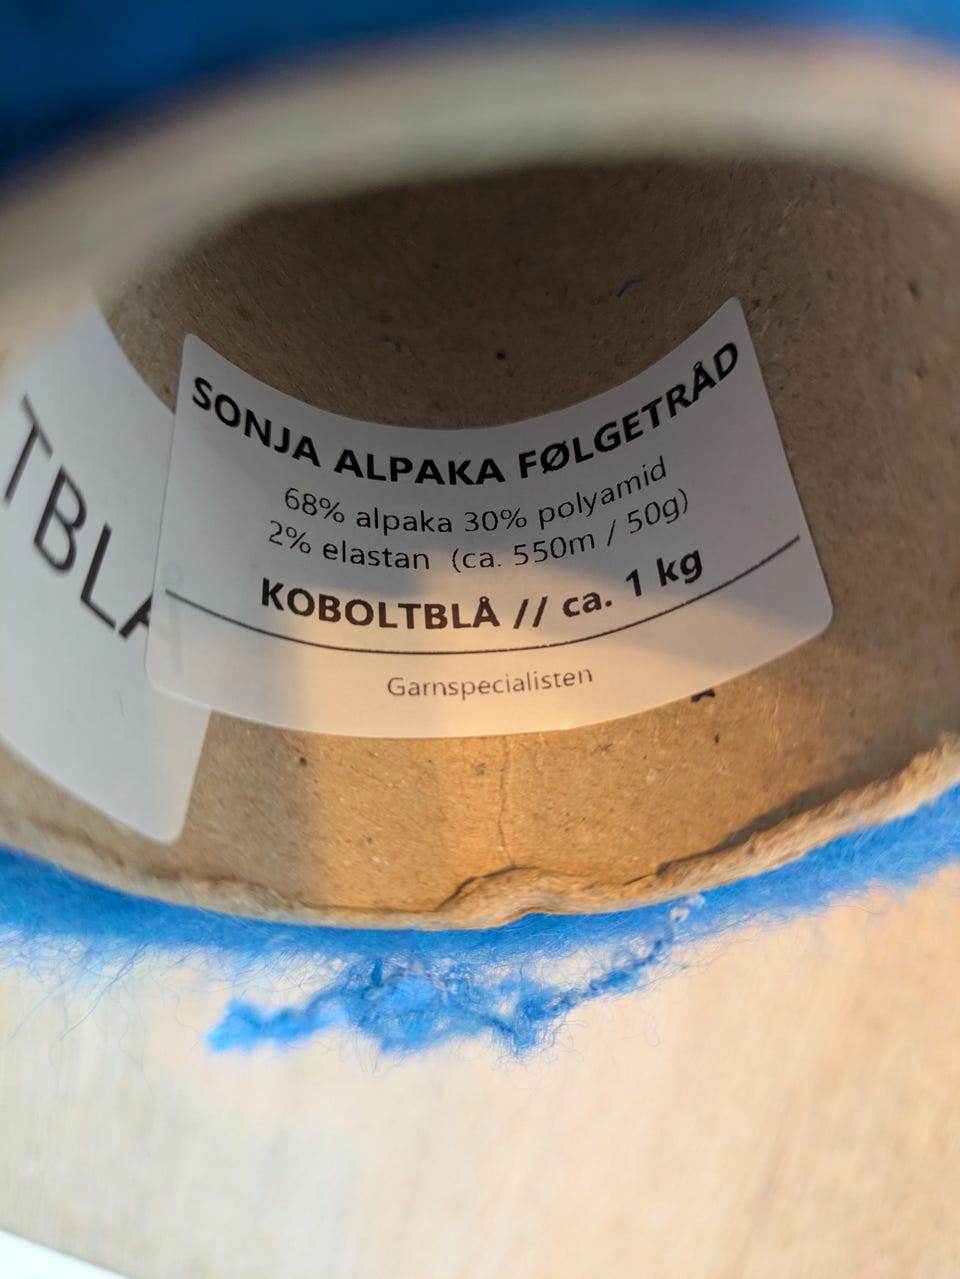 TBLÅ
SONJA ALPAKA FØLGETRÅD
68% alpaka 30% polyamid
2% elastan (ca. 550m / 50g)
KOBOLTBLÅ // ca. 1 kg
Garnspecialisten